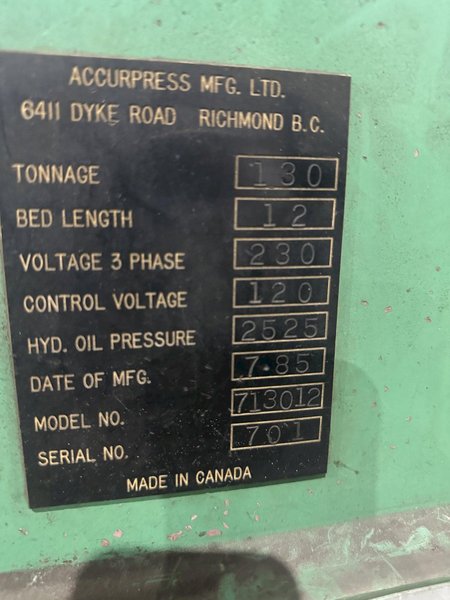 ACCURPRESS MFG. LTD.
6411 DYKE ROAD RICHMOND B.C.
TONNAGE 130
BED LENGTH 12
VOLTAGE 3 PHASE 230
CONTROL VOLTAGE 120
HYD. OIL PRESSURE 2525
DATE OF MFG. 7.85
MODEL NO. 713012
SERIAL NO. 701
MADE IN CANADA